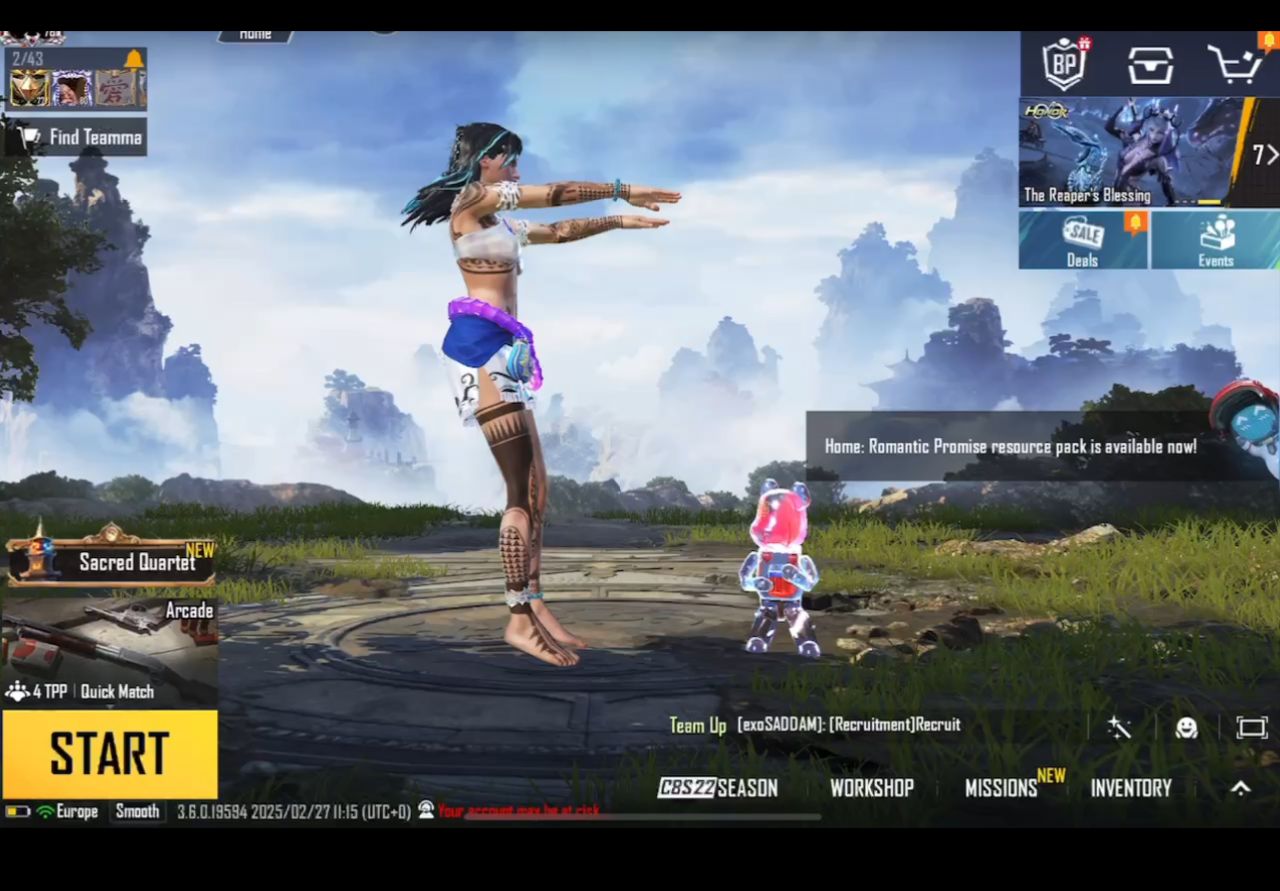 Home
2/43
BP
Find Teamma
HONOR
7
The Reaper's Blessing
SALE
Deals
Events
Home: Romantic Promise resource pack is available now!
NEW
Sacred Quartet
Arcade
4 TPP | Quick Match
START
Team Up [exoSADDAM]: [Recruitment]Recruit
C8S22 SEASON
WORKSHOP
MISSIONS NEW
INVENTORY
Europe
Smooth
3.6.0.19594 2025/02/27 11:15 (UTC+0)
Your account may be at risk